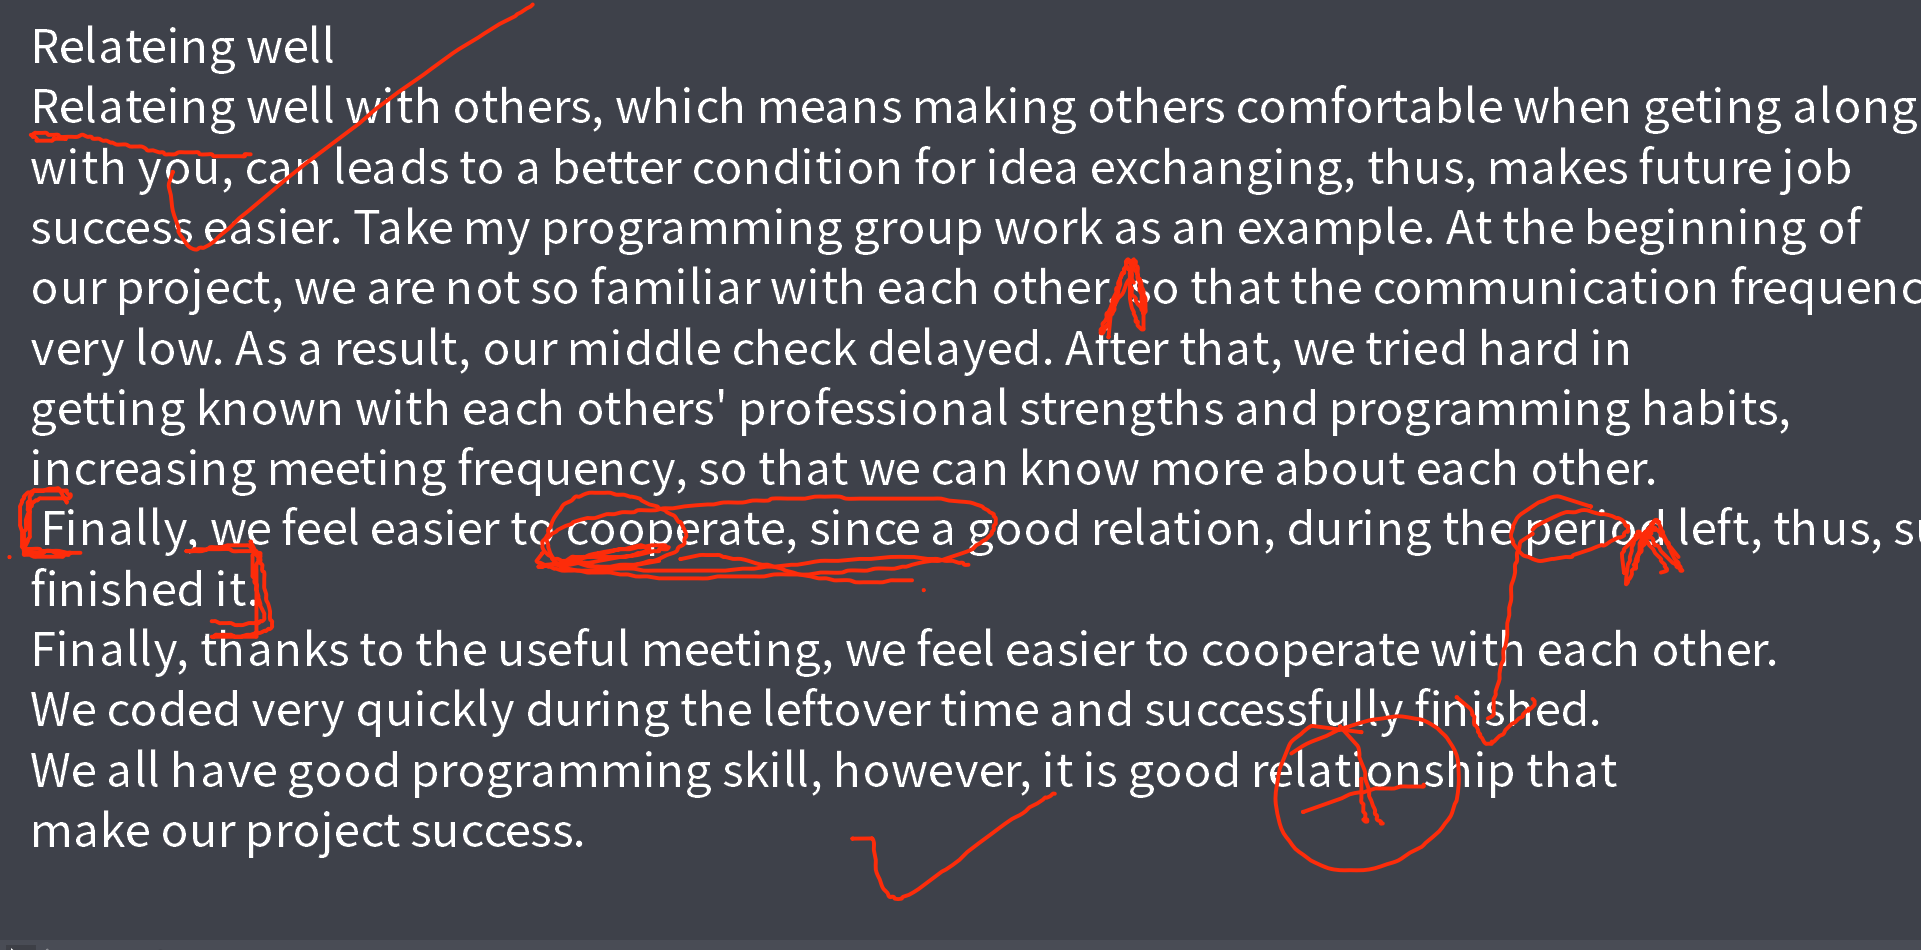 Relateing well
Relateing well with others, which means making others comfortable when geting along
with you, can leads to a better condition for idea exchanging, thus, makes future job
success easier. Take my programming group work as an example. At the beginning of
our project, we are not so familiar with each other, so that the communication
very low. As a result, our middle check delayed. After that, we tried hard in
getting known with each others' professional strengths and programming habits,
increasing meeting frequency, so that we can know more about each other.
Finally, we feel easier to cooperate, since a good relation, during the period left, thus,
finished it.
Finally, thanks to the useful meeting, we feel easier to cooperate with each other.
We coded very quickly during the leftover time and successfully finished.
We all have good programming skill, however, it is good relationship that
make our project success.